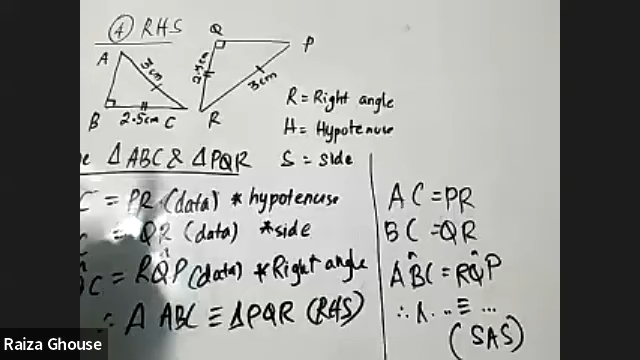 ④ RHS
A
3cm
B
2.5cm
C
Q
P
2.5cm
3cm
R
R = Right angle
H = Hypotenuse
S = side
Δ ABC & Δ PQR
C = PR (data) * hypotenuse
= QR (data) * side
C = RQ̂P (data) * Right angle
∴ Δ ABC ≡ Δ PQR (RHS)
AC = PR
BC = QR
AB̂C = RQ̂P
∴ Δ .. ≡ ...
(SAS)
Raiza Ghouse